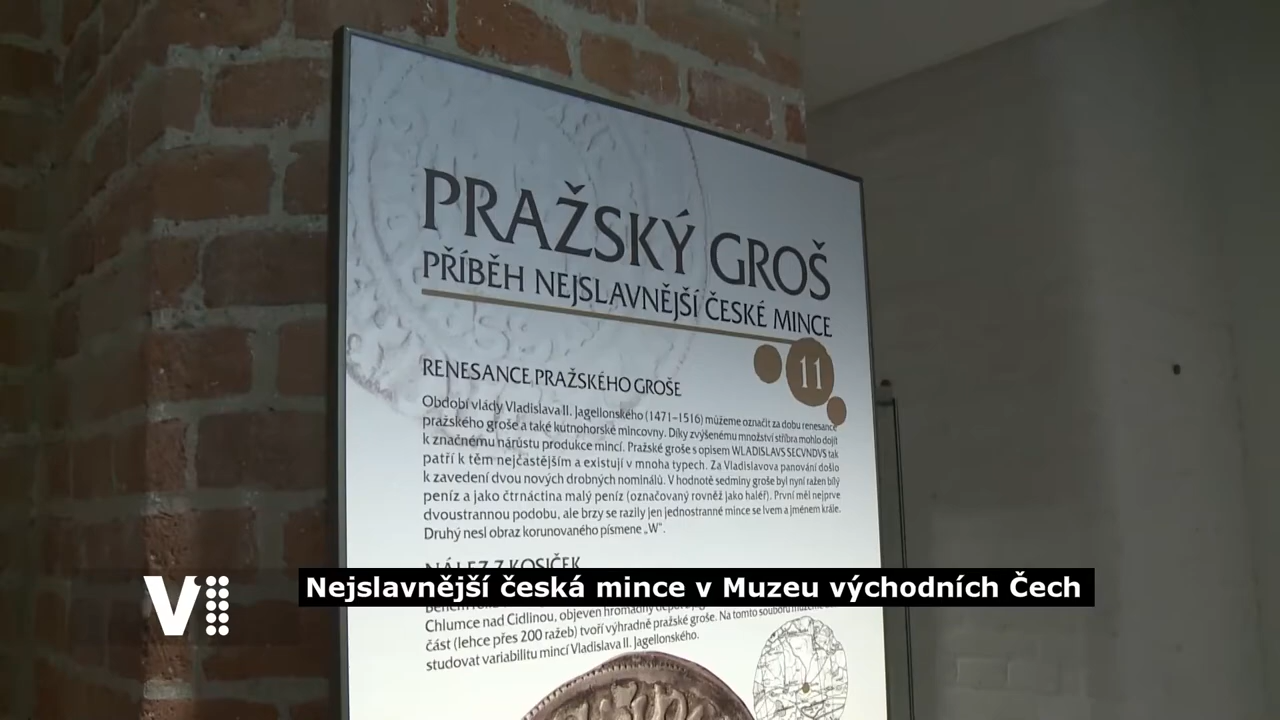 PRAŽSKÝ GROŠ
PŘÍBĚH NEJSLAVNĚJŠÍ ČESKÉ MINCE
11
RENESANCE PRAŽSKÉHO GROŠE
Období vlády Vladislava II. Jagellonského (1471–1516) můžeme označit za dobu renesance
pražského groše a také kutnohorské mincovny. Díky zvýšenému množství stříbra mohlo dojít
k značnému nárůstu produkce mincí. Pražské groše s opisem WLADISLAVS SECVNDVS tak
patří k těm nejčastějším a existují v mnoha typech. Za Vladislavova panování došlo
k zavedení dvou nových drobných nominálů. V hodnotě sedminy groše byl nyní ražen bílý
peníz a jako čtrnáctina malý peníz (označovaný rovněž jako haléř). První měl nejprve
dvoustrannou podobu, ale brzy se razily jen jednostranné mince se lvem a jménem krále.
Druhý nesl obraz korunovaného písmene „W“.
NÁLEZ Z KOSIČEK
Nejslavnější česká mince v Muzeu východních Čech
Během
Chlumce nad Cidlinou, objeven hromadný
část (lehce přes 200 ražeb) tvoří výhradně pražské groše. Na tomto souboru můžeme
studovat variabilitu mincí Vladislava II. Jagellonského.
V1